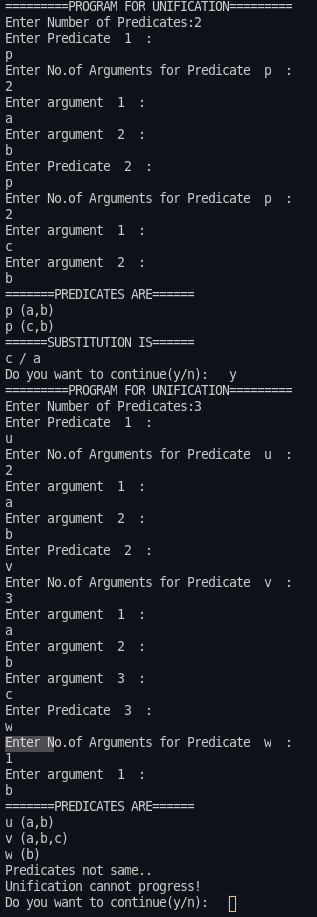 =========PROGRAM FOR UNIFICATION=========
Enter Number of Predicates:2
Enter Predicate  1  :
p
Enter No.of Arguments for Predicate  p  :
2
Enter argument  1  :
a
Enter argument  2  :
b
Enter Predicate  2  :
p
Enter No.of Arguments for Predicate  p  :
2
Enter argument  1  :
c
Enter argument  2  :
b
=======PREDICATES ARE======
p (a,b)
p (c,b)
======SUBSTITUTION IS======
c / a
Do you want to continue(y/n):   y
=========PROGRAM FOR UNIFICATION=========
Enter Number of Predicates:3
Enter Predicate  1  :
u
Enter No.of Arguments for Predicate  u  :
2
Enter argument  1  :
a
Enter argument  2  :
b
Enter Predicate  2  :
v
Enter No.of Arguments for Predicate  v  :
3
Enter argument  1  :
a
Enter argument  2  :
b
Enter argument  3  :
c
Enter Predicate  3  :
w
Enter No.of Arguments for Predicate  w  :
1
Enter argument  1  :
b
=======PREDICATES ARE======
u (a,b)
v (a,b,c)
w (b)
Predicates not same..
Unification cannot progress!
Do you want to continue(y/n):